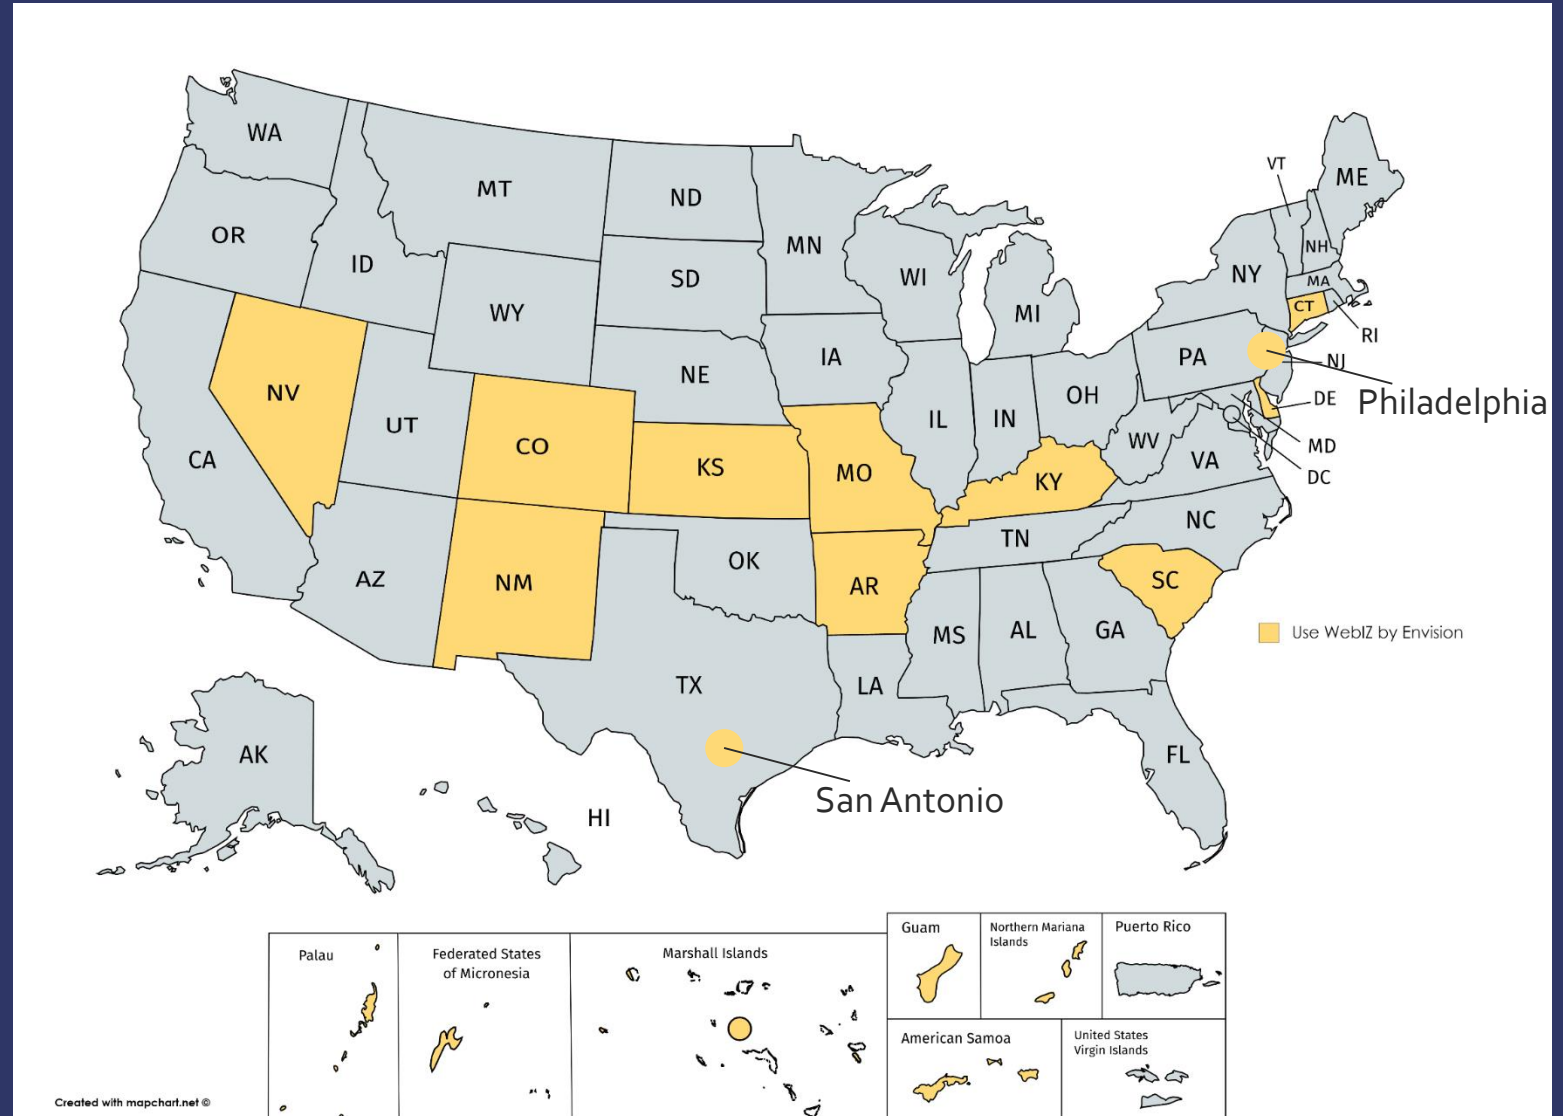 WA
MT
ND
MN
VT
ME
OR
ID
SD
WI
NY
NH
MA
WY
MI
CT
RI
IA
PA
NJ
NE
NV
OH
DE
Philadelphia
UT
CO
IL
IN
MD
CA
KS
MO
WV
VA
DC
KY
NC
TN
AZ
NM
OK
AR
SC
MS
AL
GA
Use WebIZ by Envision
TX
LA
AK
FL
San Antonio
HI
Guam
Northern Mariana
Islands
Puerto Rico
Palau
Federated States
of Micronesia
Marshall Islands
American Samoa
United States
Virgin Islands
Created with mapchart.net ©